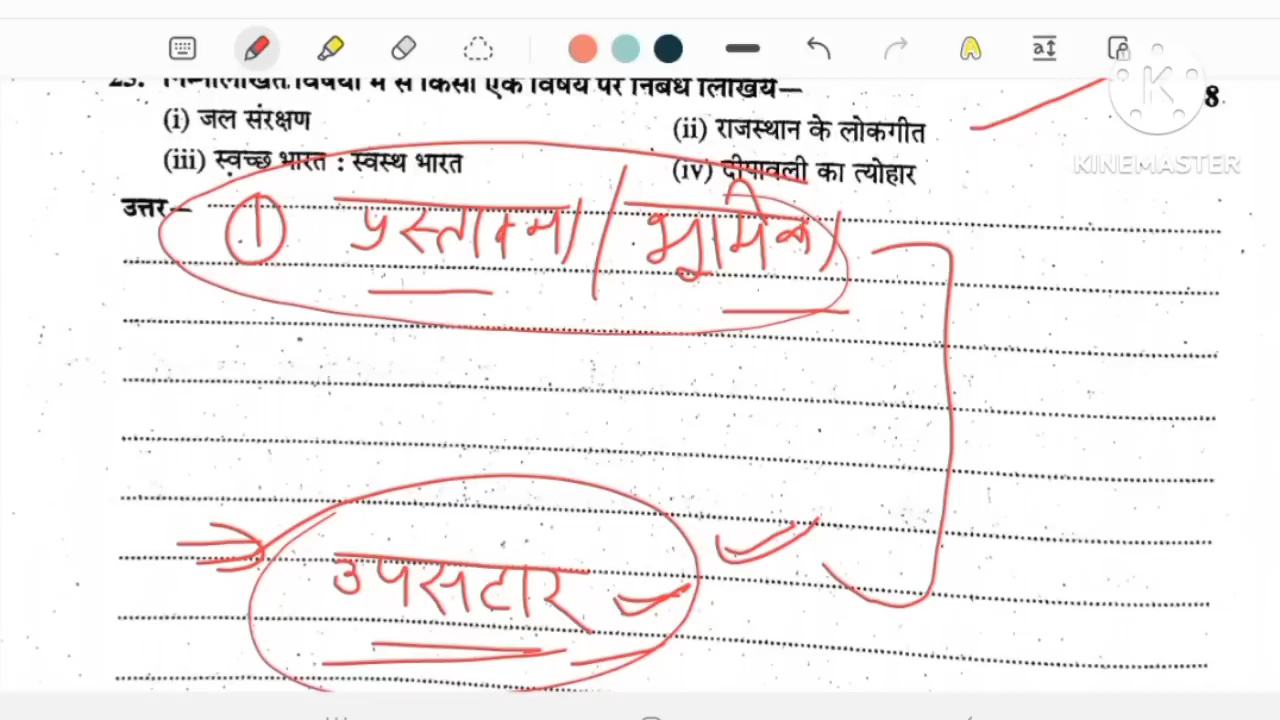 23. निम्नलिखित विषयों में से किसी एक विषय पर निबंध लिखिये— 8
(i) जल संरक्षण (ii) राजस्थान के लोकगीत
(iii) स्वच्छ भारत : स्वस्थ भारत (iv) दीपावली का त्योहार
उत्तर—
① प्रस्तावना / भूमिका
उपसंहार
K
KINEMASTER